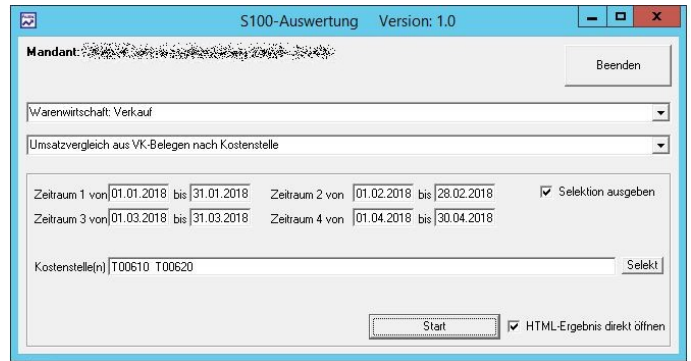 S100-Auswertung Version: 1.0
Mandant:
Beenden
Warenwirtschaft: Verkauf
Umsatzvergleich aus VK-Belegen nach Kostenstelle
Zeitraum 1 von 01.01.2018 bis 31.01.2018 Zeitraum 2 von 01.02.2018 bis 28.02.2018 Selektion ausgeben
Zeitraum 3 von 01.03.2018 bis 31.03.2018 Zeitraum 4 von 01.04.2018 bis 30.04.2018
Kostenstelle(n) T00610 T00620 Selekt
Start HTML-Ergebnis direkt öffnen